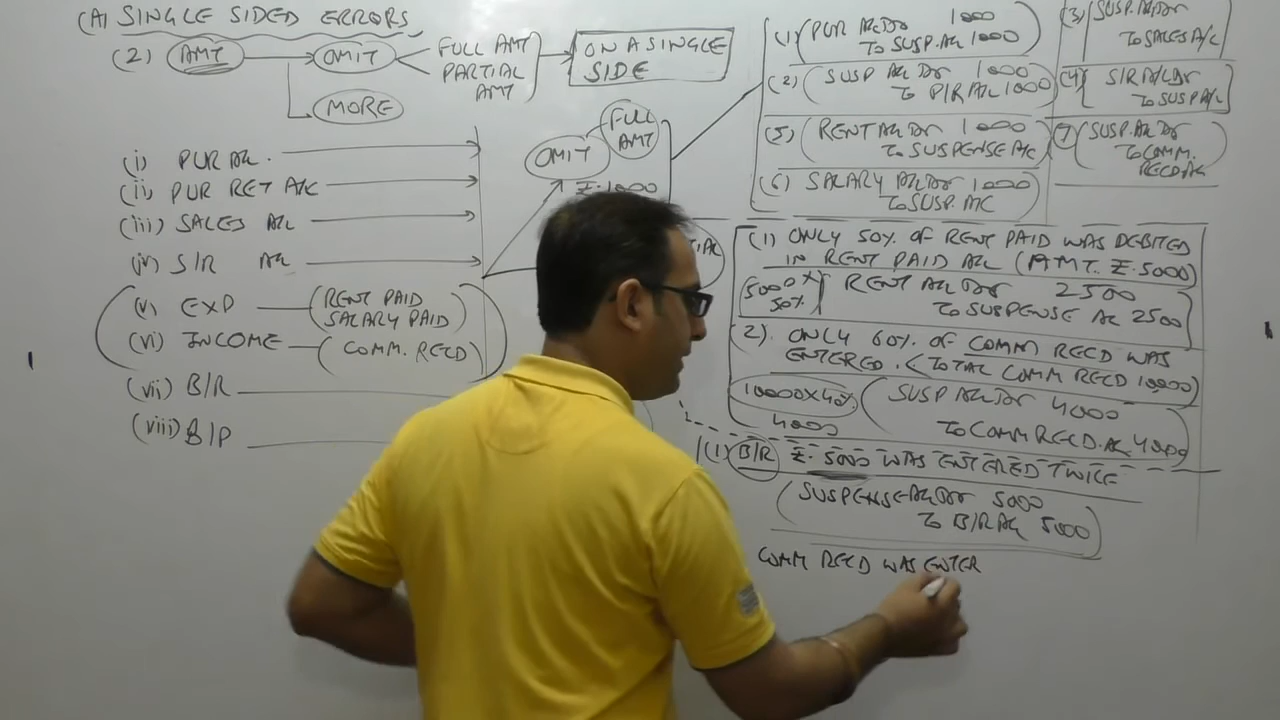 (A) SINGLE SIDED ERRORS
(2) AMT OMIT FULL AMT
PARTIAL AMT
ON A SINGLE SIDE
MORE
(i) PUR A/c.
(ii) PUR RET A/C
(iii) SALES A/c
(iv) S/R A/c
(v) EXP (RENT PAID
SALARY PAID)
(vi) INCOME (COMM. RECD)
(vii) B/R
(viii) B/P
OMIT FULL AMT
₹.1000
(1) PUR A/c Dr 1000
To SUSP. A/c 1000
(2) SUSP A/c Dr 1000
To P/R A/c 1000
(5) RENT A/c Dr 1000
To SUSPENSE A/C
(6) SALARY A/c Dr 1000
To SUSP. A/C
(3) SUSP. A/c Dr
To SALES A/C
(4) S/R A/c Dr
To SUSP A/c
(7) SUSP. A/c Dr
To COMM.
RECD A/c
(1) ONLY 50% OF RENT PAID WAS DEBITED
IN RENT PAID A/c (AMT. ₹.5000)
5000 X
50%
RENT A/c Dr 2500
To SUSPENSE A/c 2500
(2). ONLY 60% OF COMM RECD WAS
ENTERED. (TOTAL COMM RECD 10000)
10000X40%
4000
SUSP A/c Dr 4000
To COMM RECD. A/c 4000
(1) B/R ₹. 5000 WAS ENTERED TWICE
SUSPENSE A/c Dr 5000
To B/R A/c 5000
COMM RECD WAS ENTER